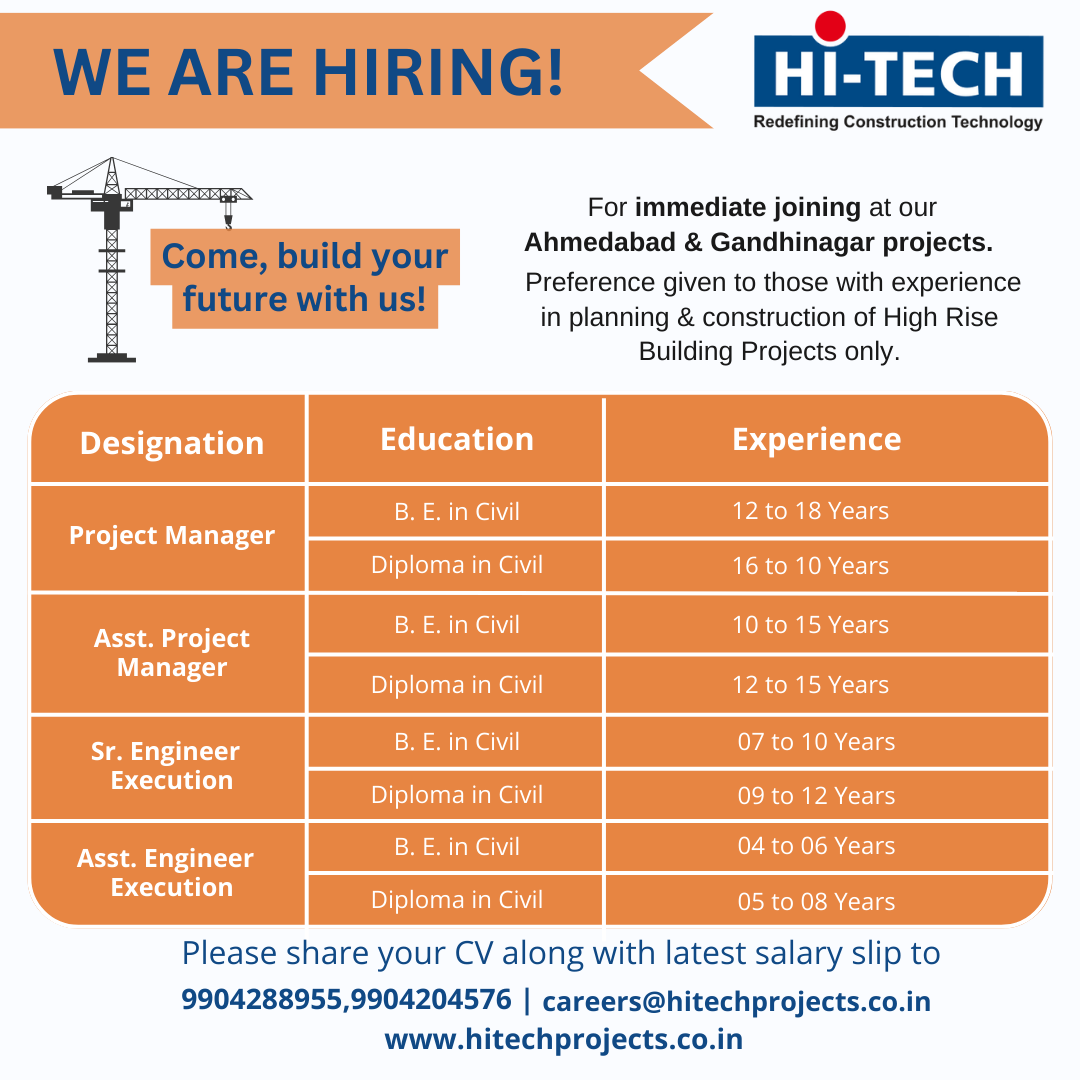 WE ARE HIRING!
HI-TECH
Redefining Construction Technology
Come, build your
future with us!
For immediate joining at our
Ahmedabad & Gandhinagar projects.
Preference given to those with experience
in planning & construction of High Rise
Building Projects only.
Designation Education Experience
Project Manager
B. E. in Civil 12 to 18 Years
Diploma in Civil 16 to 10 Years
Asst. Project
Manager
B. E. in Civil 10 to 15 Years
Diploma in Civil 12 to 15 Years
Sr. Engineer
Execution
B. E. in Civil 07 to 10 Years
Diploma in Civil 09 to 12 Years
Asst. Engineer
Execution
B. E. in Civil 04 to 06 Years
Diploma in Civil 05 to 08 Years
Please share your CV along with latest salary slip to
9904288955,9904204576 | careers@hitechprojects.co.in
www.hitechprojects.co.in